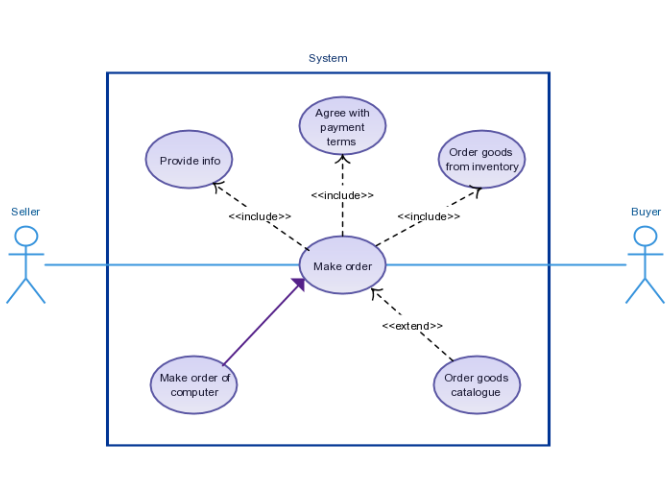 System
Agree with
payment
terms
Provide info
Order goods
from inventory
<<include>>
Seller
Buyer
<<include>>
<<include>>
Make order
<<extend>>
Make order of
computer
Order goods
catalogue